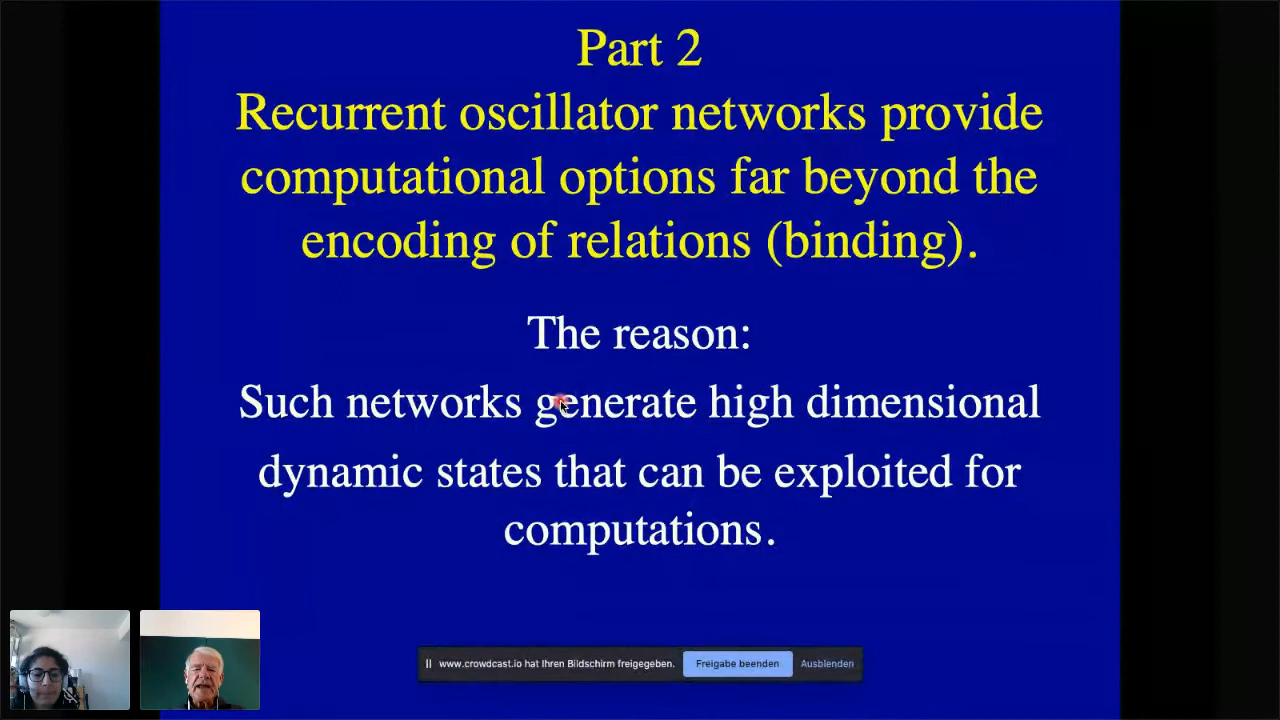 Part 2
Recurrent oscillator networks provide
computational options far beyond the
encoding of relations (binding).
The reason:
Such networks generate high dimensional
dynamic states that can be exploited for
computations.
www.crowdcast.io hat Ihren Bildschirm freigegeben. Freigabe beenden Ausblenden